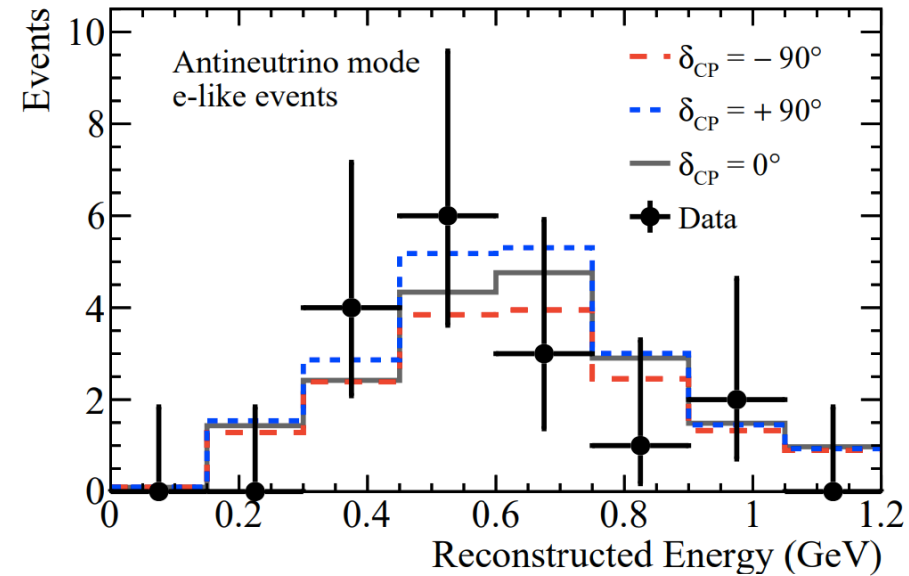 Events
10
8
6
4
2
0
Antineutrino mode
e-like events
δCP = − 90°
δCP = + 90°
δCP = 0°
Data
0 0.2 0.4 0.6 0.8 1 1.2
Reconstructed Energy (GeV)